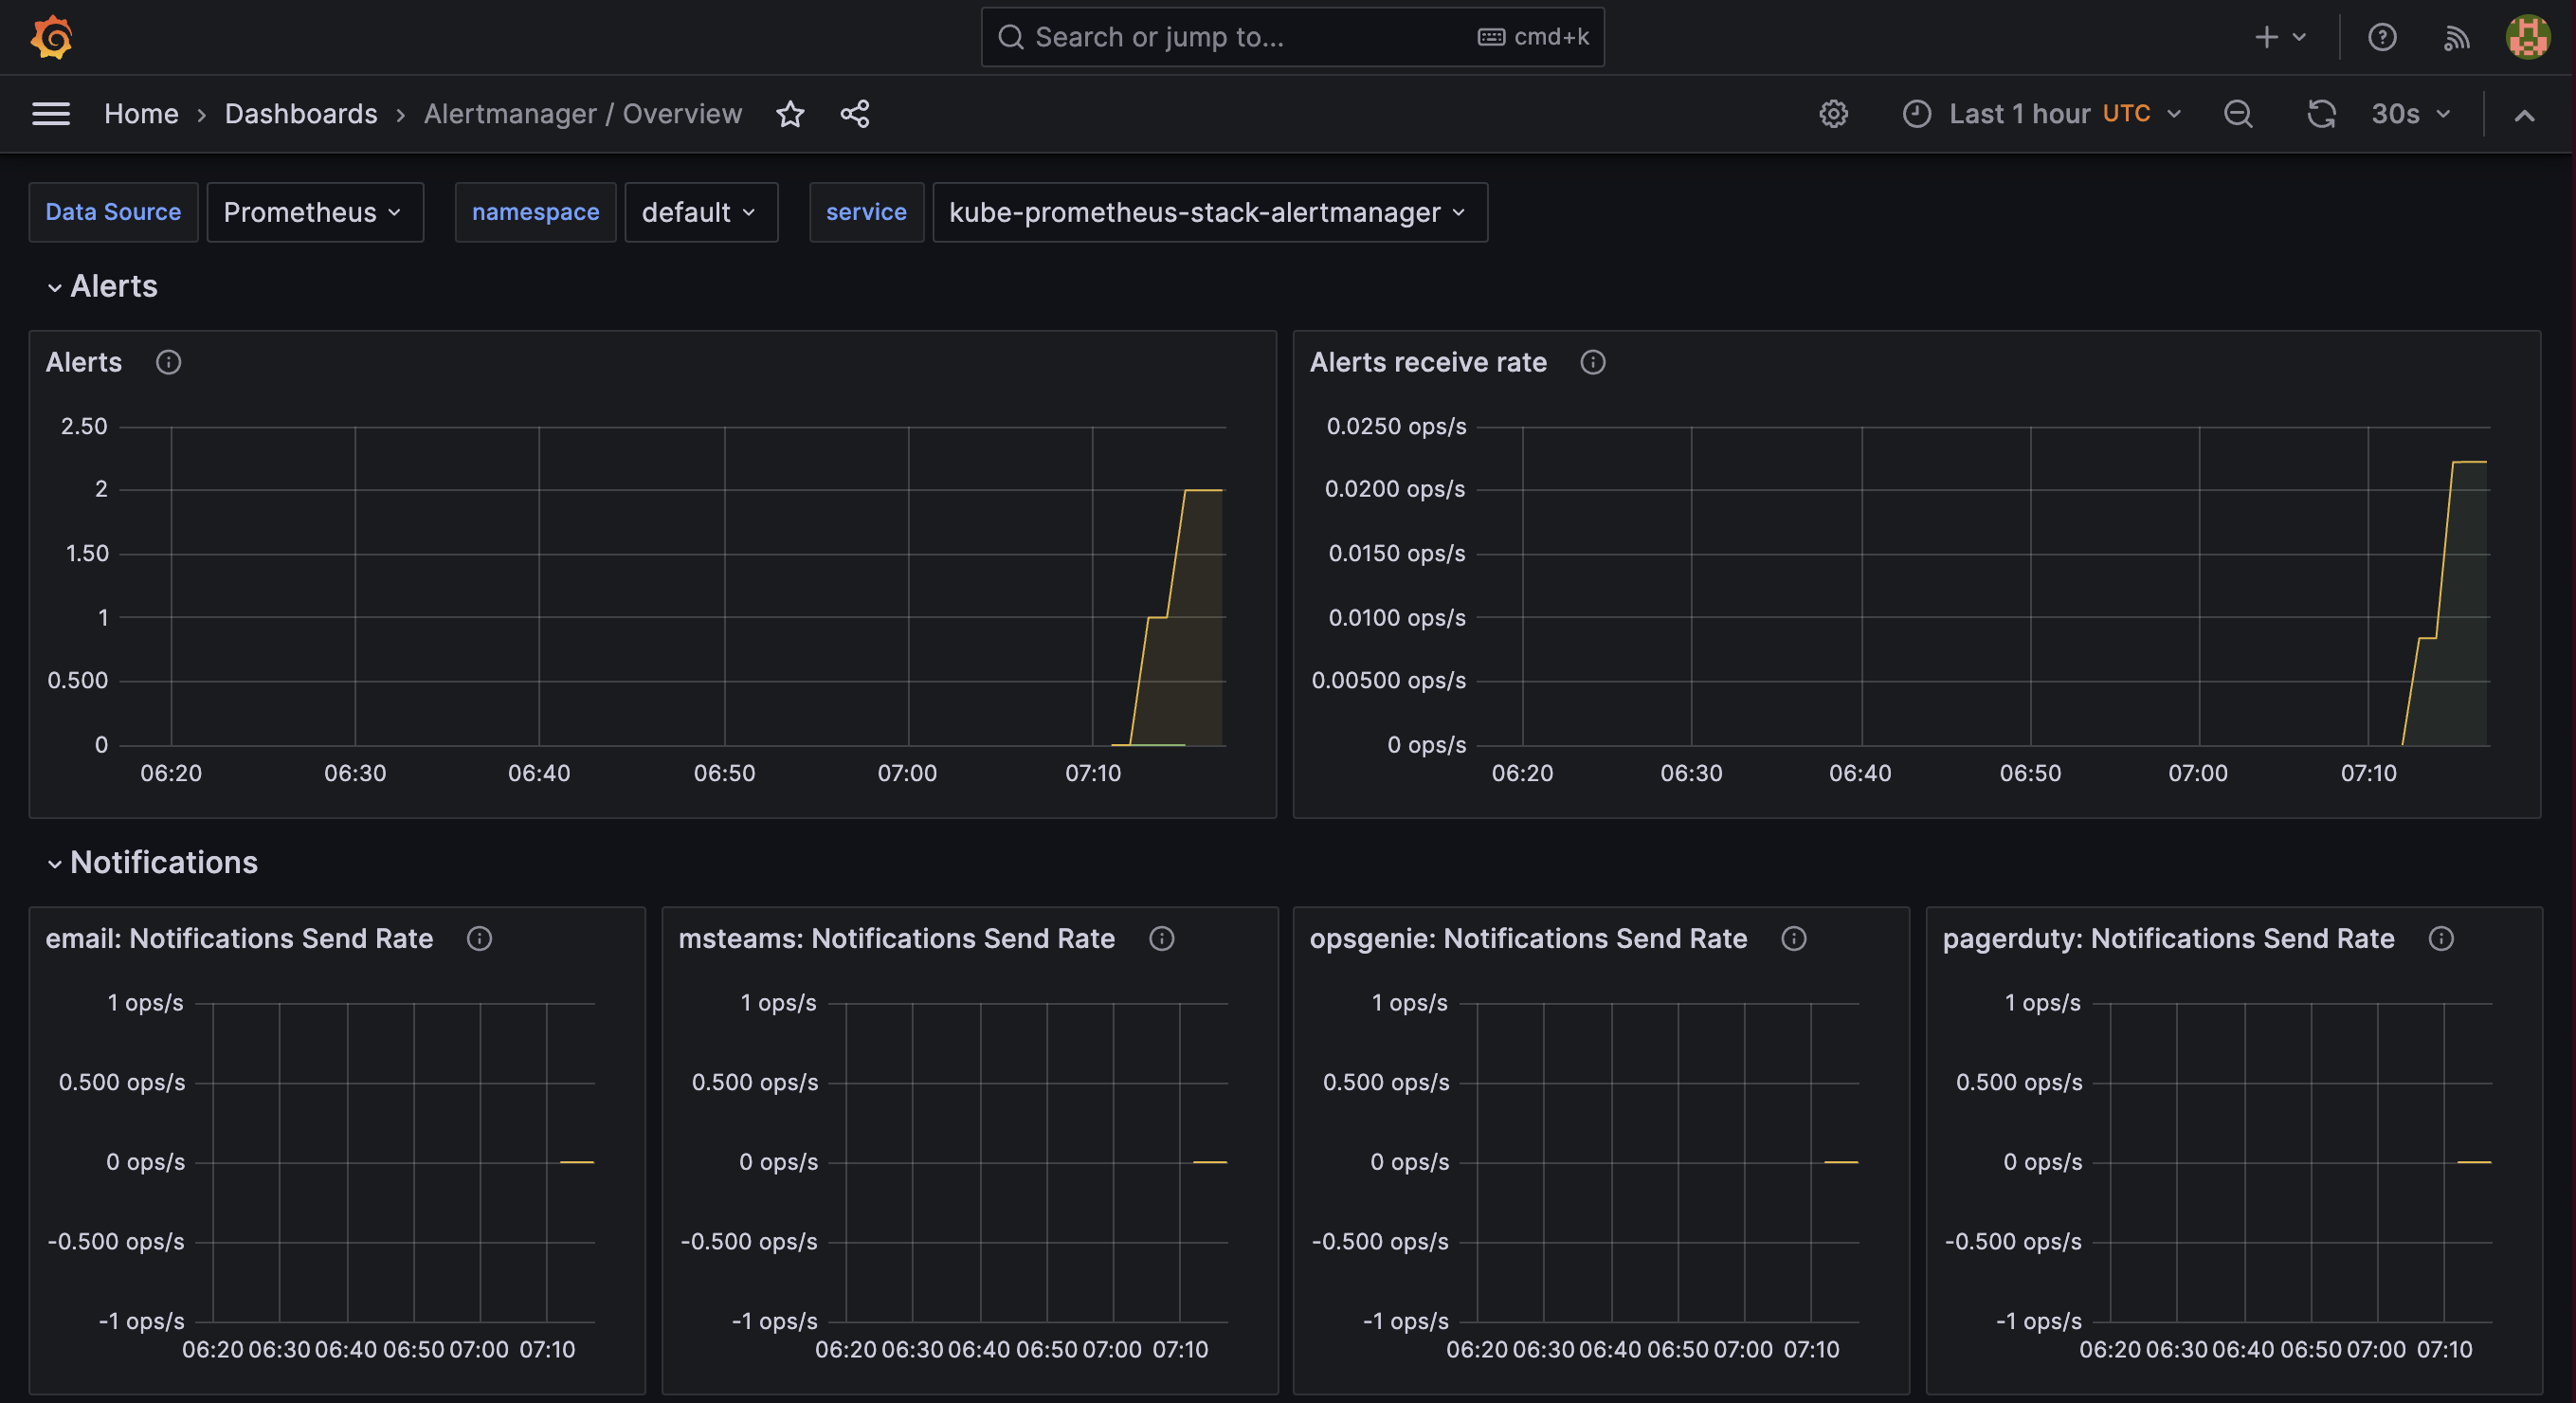 Search or jump to... cmd+k
Home › Dashboards › Alertmanager / Overview
Last 1 hour UTC 30s
Data Source Prometheus namespace default service kube-prometheus-stack-alertmanager
Alerts
Alerts
2.50
2
1.50
1
0.500
0
06:20 06:30 06:40 06:50 07:00 07:10
Alerts receive rate
0.0250 ops/s
0.0200 ops/s
0.0150 ops/s
0.0100 ops/s
0.00500 ops/s
0 ops/s
06:20 06:30 06:40 06:50 07:00 07:10
Notifications
email: Notifications Send Rate
1 ops/s
0.500 ops/s
0 ops/s
-0.500 ops/s
-1 ops/s
06:20 06:30 06:40 06:50 07:00 07:10
msteams: Notifications Send Rate
1 ops/s
0.500 ops/s
0 ops/s
-0.500 ops/s
-1 ops/s
06:20 06:30 06:40 06:50 07:00 07:10
opsgenie: Notifications Send Rate
1 ops/s
0.500 ops/s
0 ops/s
-0.500 ops/s
-1 ops/s
06:20 06:30 06:40 06:50 07:00 07:10
pagerduty: Notifications Send Rate
1 ops/s
0.500 ops/s
0 ops/s
-0.500 ops/s
-1 ops/s
06:20 06:30 06:40 06:50 07:00 07:10